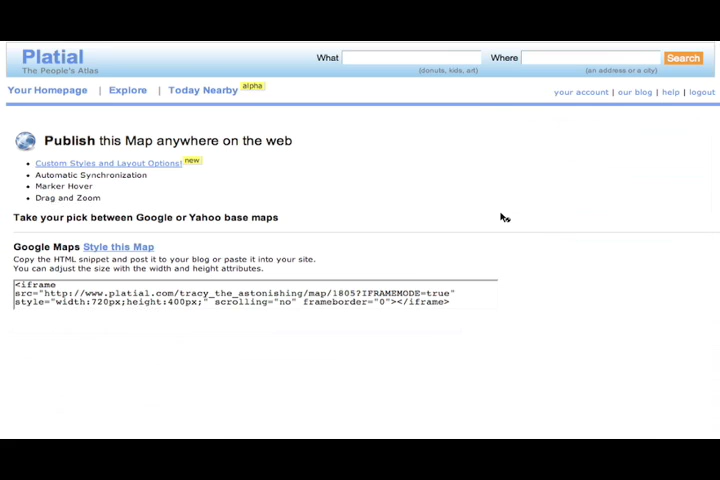 Platial
The People's Atlas
What
Where
Search
(donuts, kids, art)
(an address or a city)
Your Homepage | Explore | Today Nearby alpha
your account | our blog | help | logout
Publish this Map anywhere on the web
• Custom Styles and Layout Options! new
• Automatic Synchronization
• Marker Hover
• Drag and Zoom
Take your pick between Google or Yahoo base maps
Google Maps Style this Map
Copy the HTML snippet and post it to your blog or paste it into your site.
You can adjust the size with the width and height attributes.
<iframe
src="http://www.platial.com/tracy_the_astonishing/map/1805?IFRAMEMODE=true"
style="width:720px;height:400px;" scrolling="no" frameborder="0"></iframe>